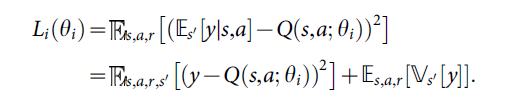 L_i(θ_i) = 𝔼_{s,a,r}[(𝔼_{s'}[y|s,a] − Q(s,a;θ_i))²]
= 𝔼_{s,a,r,s'}[(y − Q(s,a;θ_i))²] + 𝔼_{s,a,r}[𝕍_{s'}[y]].